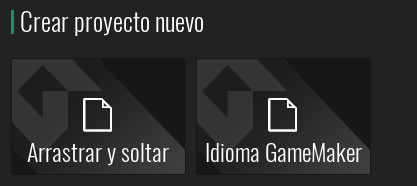 Crear proyecto nuevo
Arrastrar y soltar
Idioma GameMaker